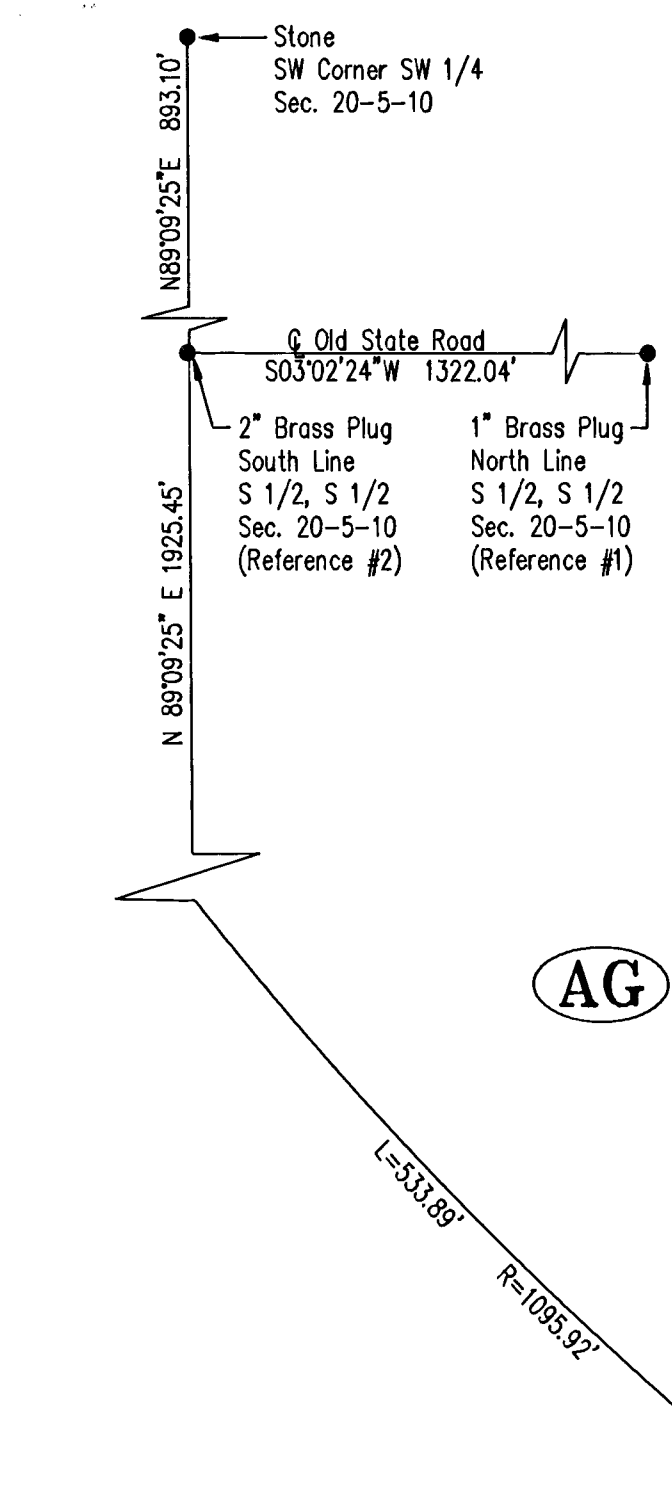 Stone
SW Corner SW 1/4
Sec. 20-5-10
N89°09'25"E 893.10'
℄ Old State Road
S03°02'24"W 1322.04'
2" Brass Plug
South Line
S 1/2, S 1/2
Sec. 20-5-10
(Reference #2)
1" Brass Plug
North Line
S 1/2, S 1/2
Sec. 20-5-10
(Reference #1)
N 89°09'25" E 1925.45'
AG
L=533.89'
R=1095.92'